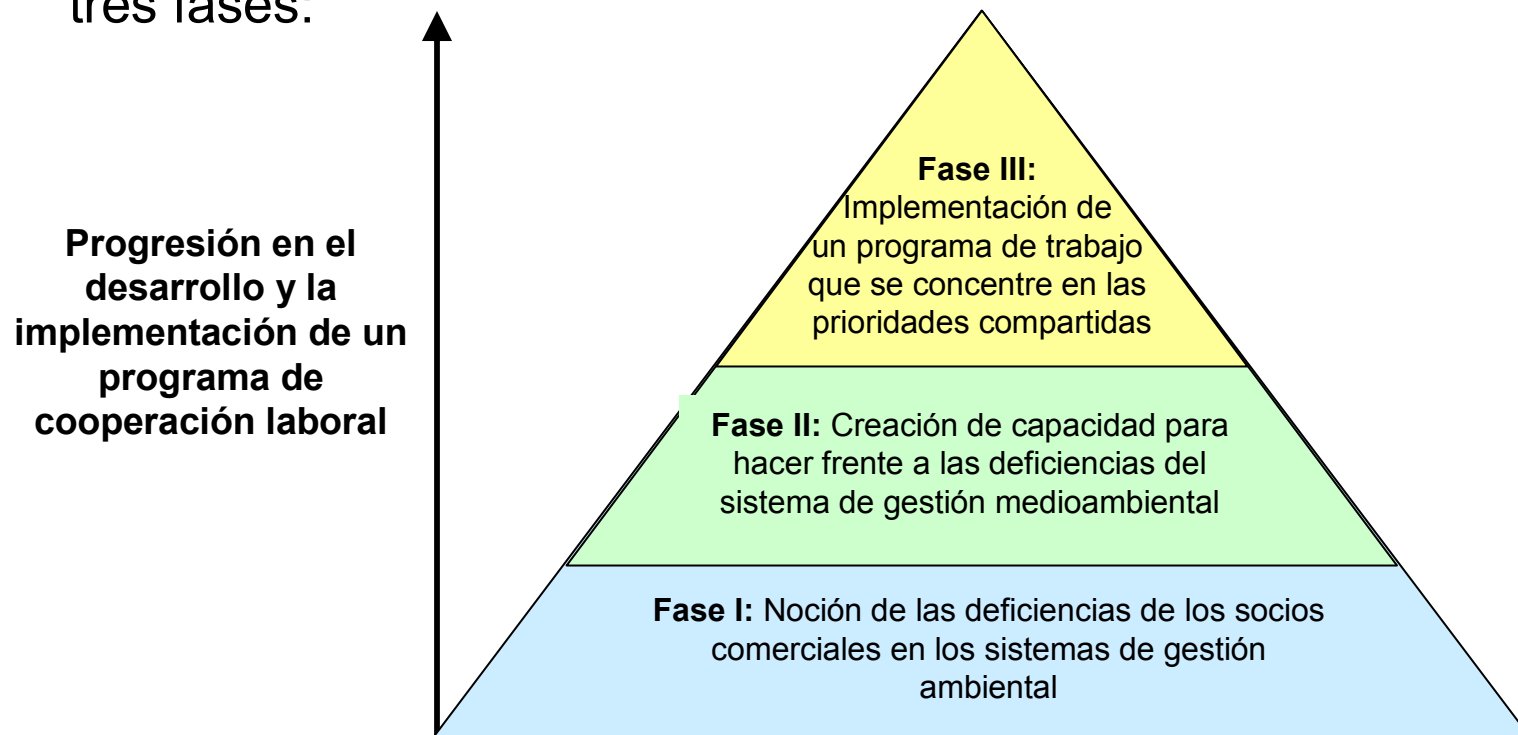 tres fases:
Progresión en el
desarrollo y la
implementación de un
programa de
cooperación laboral
Fase III:
Implementación de
un programa de trabajo
que se concentre en las
prioridades compartidas
Fase II: Creación de capacidad para
hacer frente a las deficiencias del
sistema de gestión medioambiental
Fase I: Noción de las deficiencias de los socios
comerciales en los sistemas de gestión
ambiental